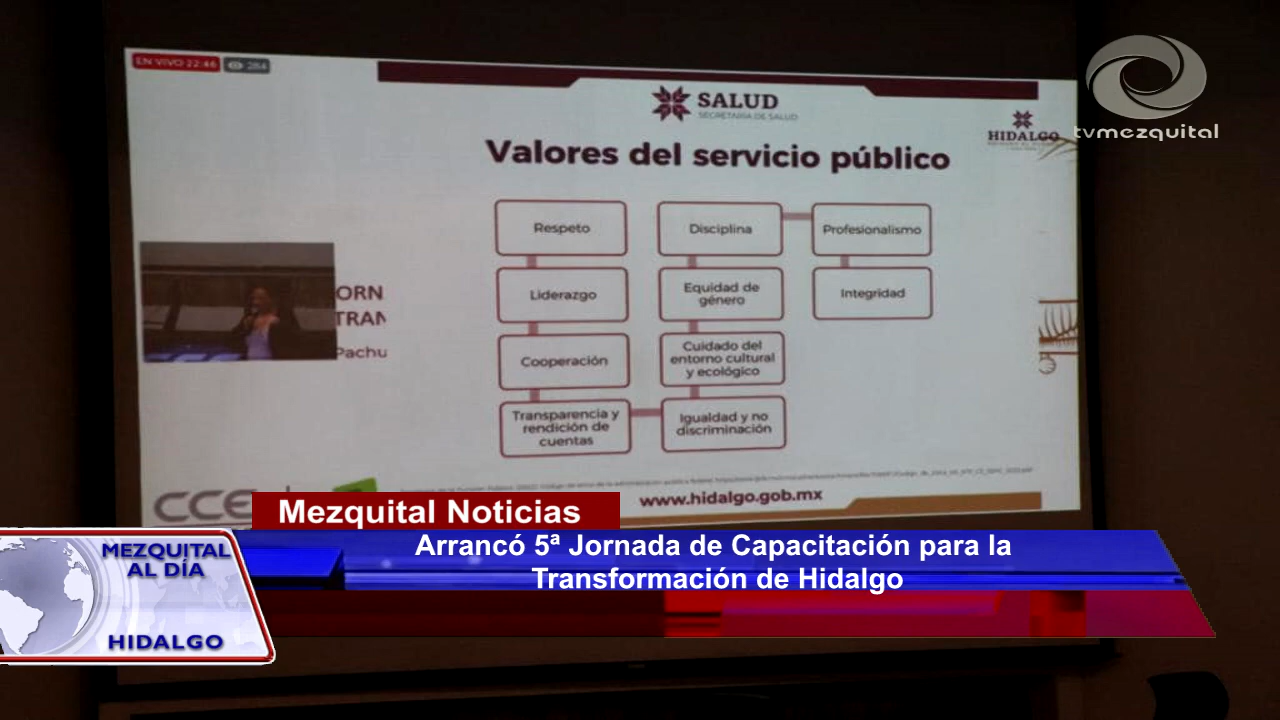 EN VIVO 22:46
284
SALUD
SECRETARÍA DE SALUD
HIDALGO
tvmezquital
Valores del servicio público
Respeto
Disciplina
Profesionalismo
Liderazgo
Equidad de
género
Integridad
Cooperación
Cuidado del
entorno cultural
y ecológico
Transparencia y
rendición de
cuentas
Igualdad y no
discriminación
ORN
TRAN
Pachu
CCE
www.hidalgo.gob.mx
Mezquital Noticias
Arrancó 5ª Jornada de Capacitación para la
Transformación de Hidalgo
MEZQUITAL
AL DÍA
HIDALGO